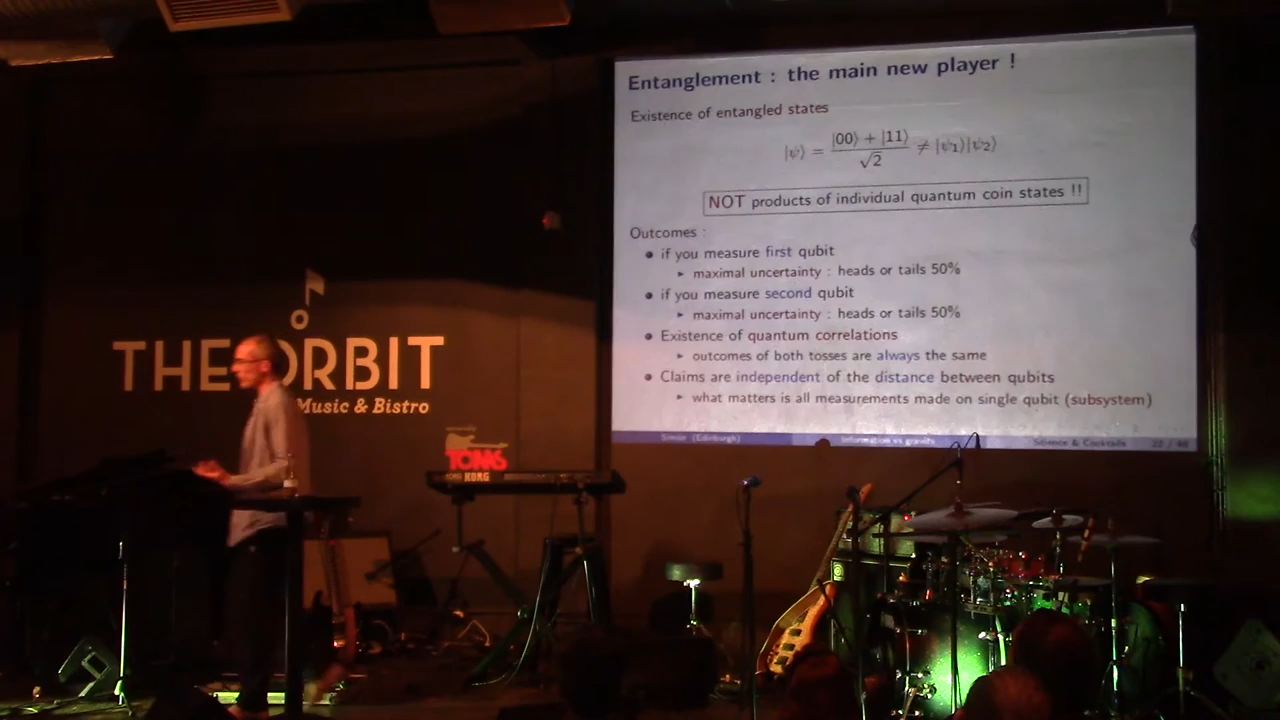 Entanglement : the main new player !
Existence of entangled states
|ψ⟩ = |00⟩ + |11⟩ / √2 ≠ |ψ₁⟩|ψ₂⟩
NOT products of individual quantum coin states !!
Outcomes :
if you measure first qubit
maximal uncertainty : heads or tails 50%
if you measure second qubit
maximal uncertainty : heads or tails 50%
Existence of quantum correlations
outcomes of both tosses are always the same
Claims are independent of the distance between qubits
what matters is all measurements made on single qubit (subsystem)
(Edinburgh)
Information vs gravity
Science & Cocktails
22 / 
THE ORBIT
Music & Bistro
TOMS
KORG